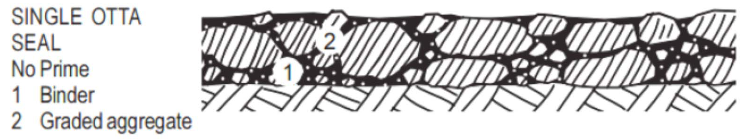 SINGLE OTTA
SEAL
No Prime
1 Binder
2 Graded aggregate
2
1